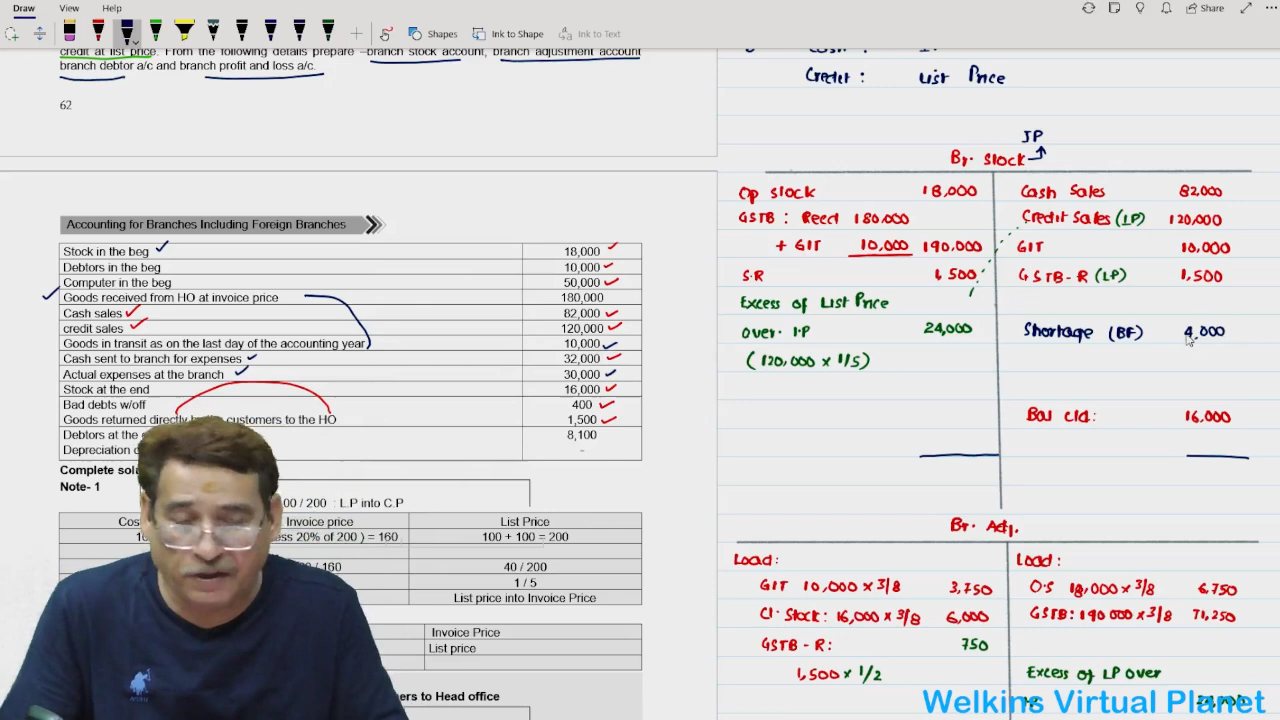 Draw View Help
Share
Shapes Ink to Shape Ink to Text
credit at list price. From the following details prepare –branch stock account, branch adjustment account
branch debtor a/c and branch profit and loss a/c.
62
Accounting for Branches Including Foreign Branches
Stock in the beg 18,000
Debtors in the beg 10,000
Computer in the beg 50,000
Goods received from HO at invoice price 180,000
Cash sales 82,000
credit sales 120,000
Goods in transit as on the last day of the accounting year 10,000
Cash sent to branch for expenses 32,000
Actual expenses at the branch 30,000
Stock at the end 16,000
Bad debts w/off 400
Goods returned directly customers to the HO 1,500
Debtors at the 8,100
Depreciation -
Complete
Note- 1
00 / 200 : L.P into C.P
Invoice price List Price
20% of 200 ) = 160 100 + 100 = 200
/ 160 40 / 200
1 / 5
List price into Invoice Price
Invoice Price
List price
to Head office
Credit : List Price
IP
Br. Stock
Op Stock 18,000 Cash Sales 82,000
GSTB : Recd 180,000 Credit Sales (LP) 120,000
+ GIT 10,000 190,000 GIT 10,000
S.R 1,500 GSTB-R (LP) 1,500
Excess of List Price
over I.P 24,000 Shortage (BF) 4,000
(120,000 x 1/5)
Bal c/d: 16,000
Br. Adj.
Load: Load:
GIT 10,000 x 3/8 3,750 O.S 18,000 x 3/8 6,750
Cl. Stock: 16,000 x 3/8 6,000 GSTB: 190 000 x 3/8 71,250
GSTB-R: 750
1,500 x 1/2 Excess of LP over
Welkins Virtual Planet